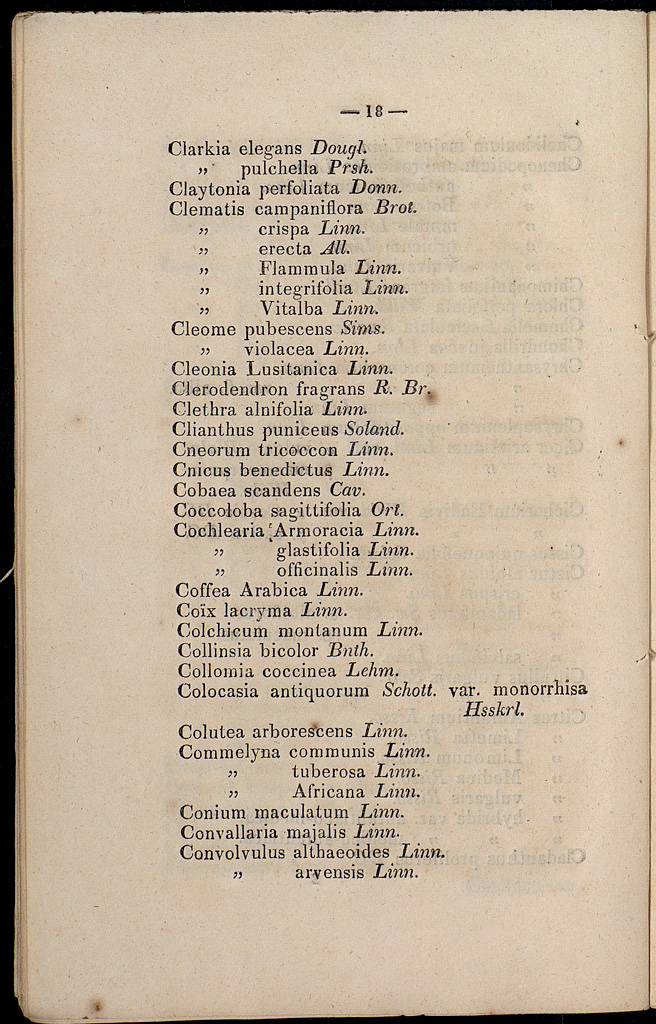 — 18 —
Clarkia elegans Dougl.
„ pulchella Prsh.
Claytonia perfoliata Donn.
Clematis campaniflora Brot.
„ crispa Linn.
„ erecta All.
„ Flammula Linn.
„ integrifolia Linn.
„ Vitalba Linn.
Cleome pubescens Sims.
„ violacea Linn.
Cleonia Lusitanica Linn.
Clerodendron fragrans R. Br.
Clethra alnifolia Linn.
Clianthus puniceus Soland.
Cneorum tricoccon Linn.
Cnicus benedictus Linn.
Cobaea scandens Cav.
Coccoloba sagittifolia Ort.
Cochlearia Armoracia Linn.
„ glastifolia Linn.
„ officinalis Linn.
Coffea Arabica Linn.
Coïx lacryma Linn.
Colchicum montanum Linn.
Collinsia bicolor Bnth.
Collomia coccinea Lehm.
Colocasia antiquorum Schott. var. monorrhisa
Hsskrl.
Colutea arborescens Linn.
Commelyna communis Linn.
„ tuberosa Linn.
„ Africana Linn.
Conium maculatum Linn.
Convallaria majalis Linn.
Convolvulus althaeoides Linn.
„ arvensis Linn.